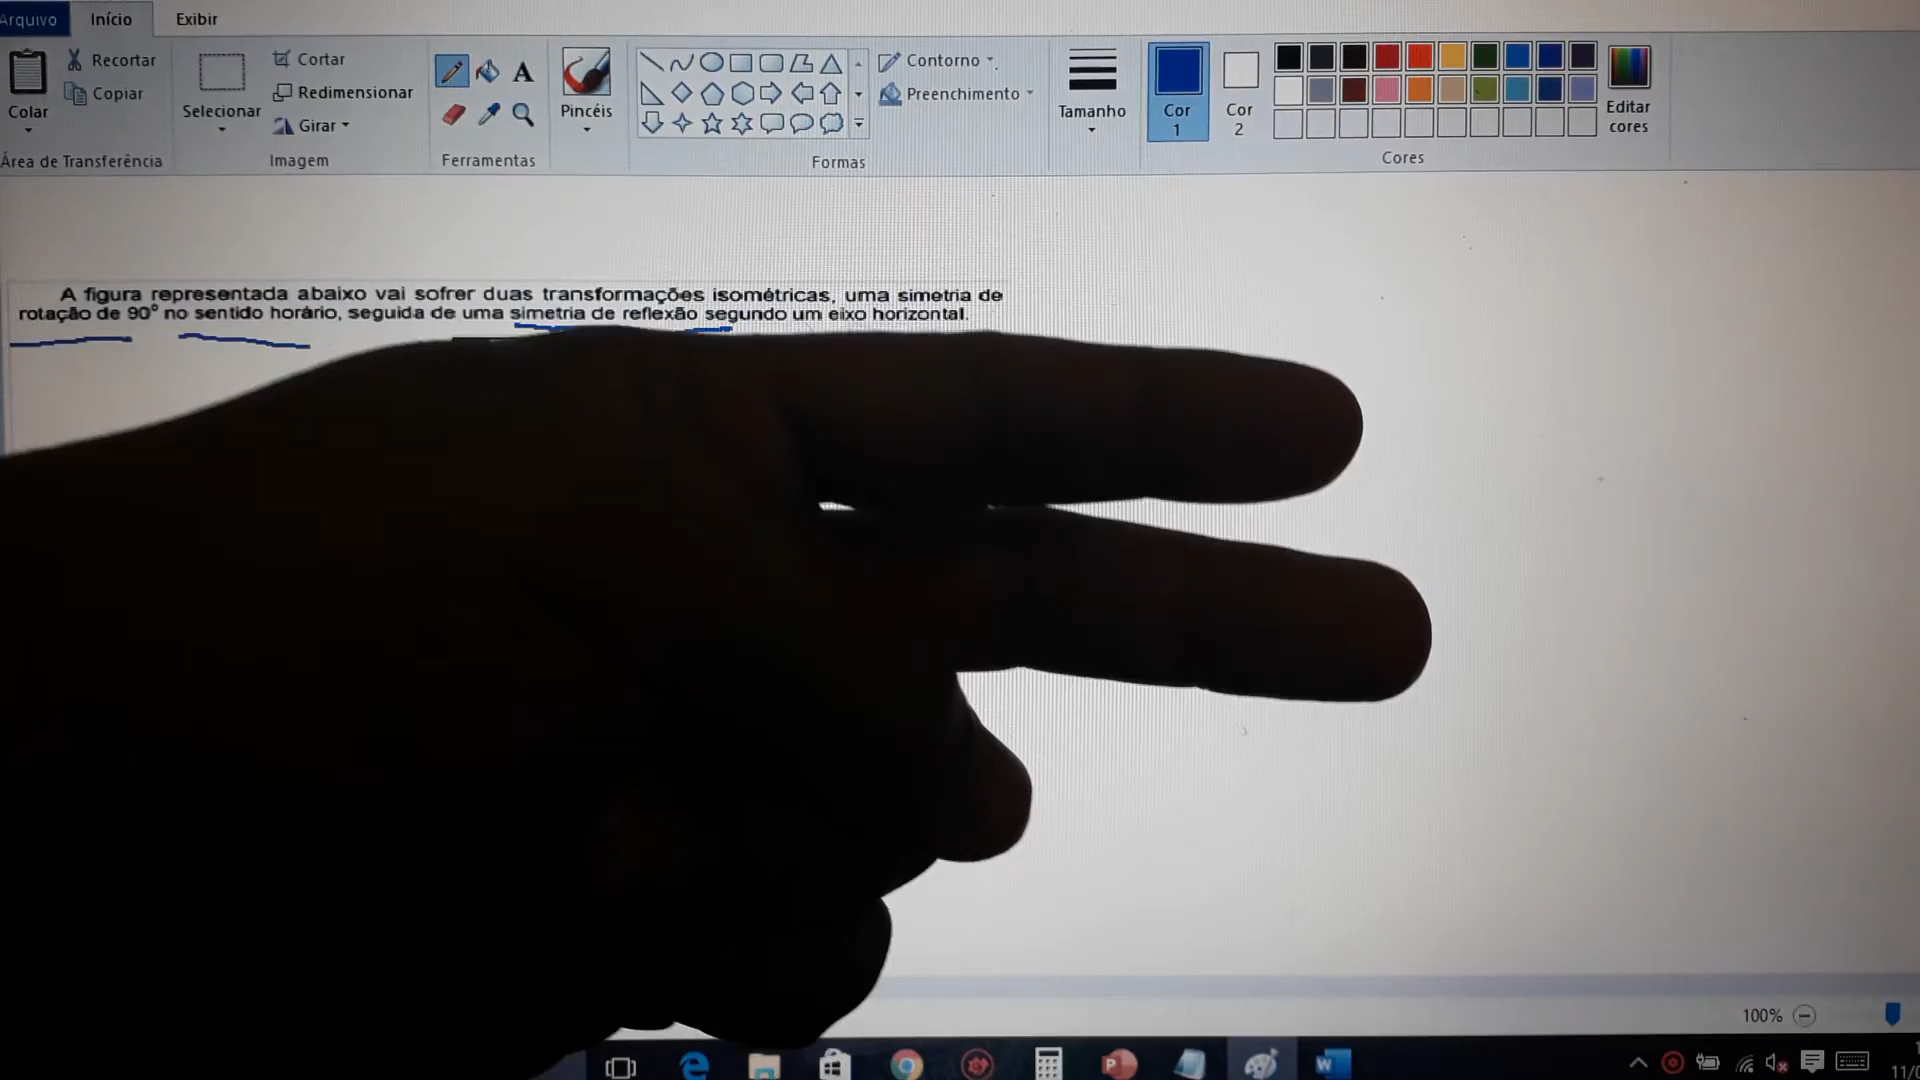 Arquivo Início Exibir
Colar
Recortar
Copiar
Área de Transferência
Selecionar
Cortar
Redimensionar
Girar
Imagem
A
Ferramentas
Pincéis
Formas
Contorno
Preenchimento
Tamanho
Cor
1
Cor
2
Editar
cores
Cores
A figura representada abaixo vai sofrer duas transformações isométricas, uma simetria de
rotação de 90° no sentido horário, seguida de uma simetria de reflexão segundo um eixo horizontal.
100%